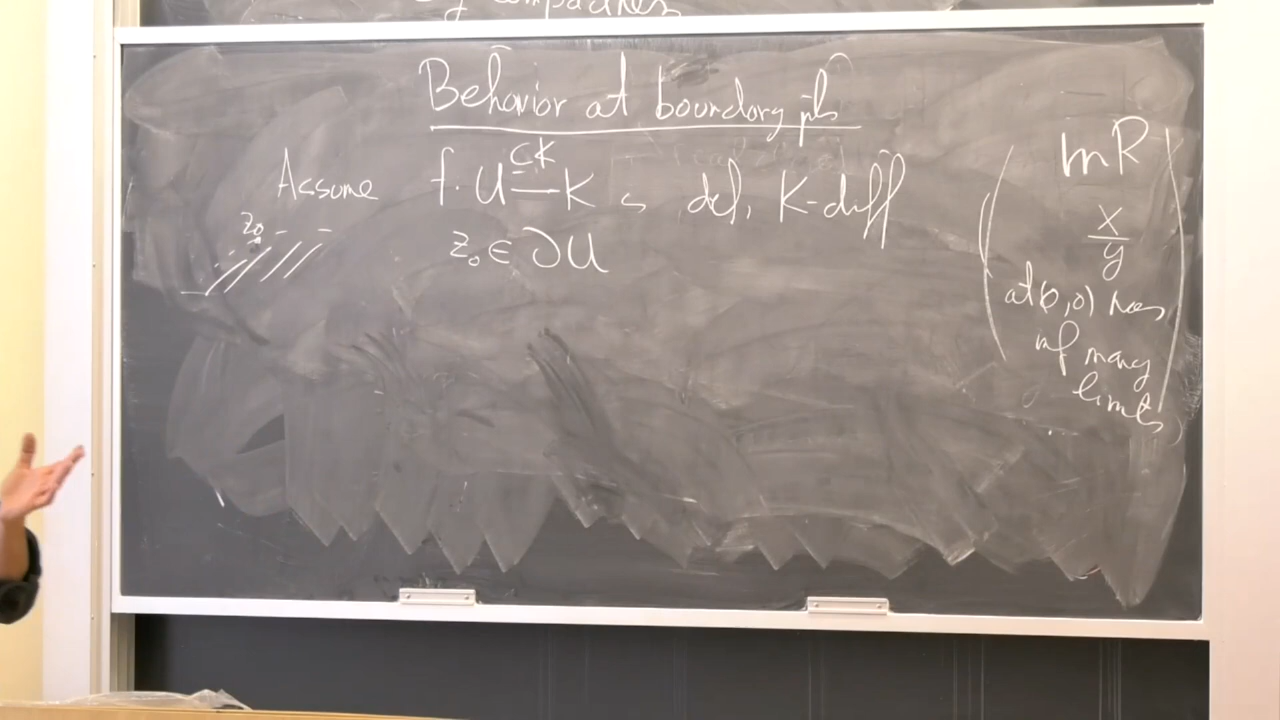 Behavior at boundary pts
Assume f: U ⊂K → K is def, K-diff
z₀ ∈ ∂U
z₀
in R
x/y
at (0,0) has
inf many
limits